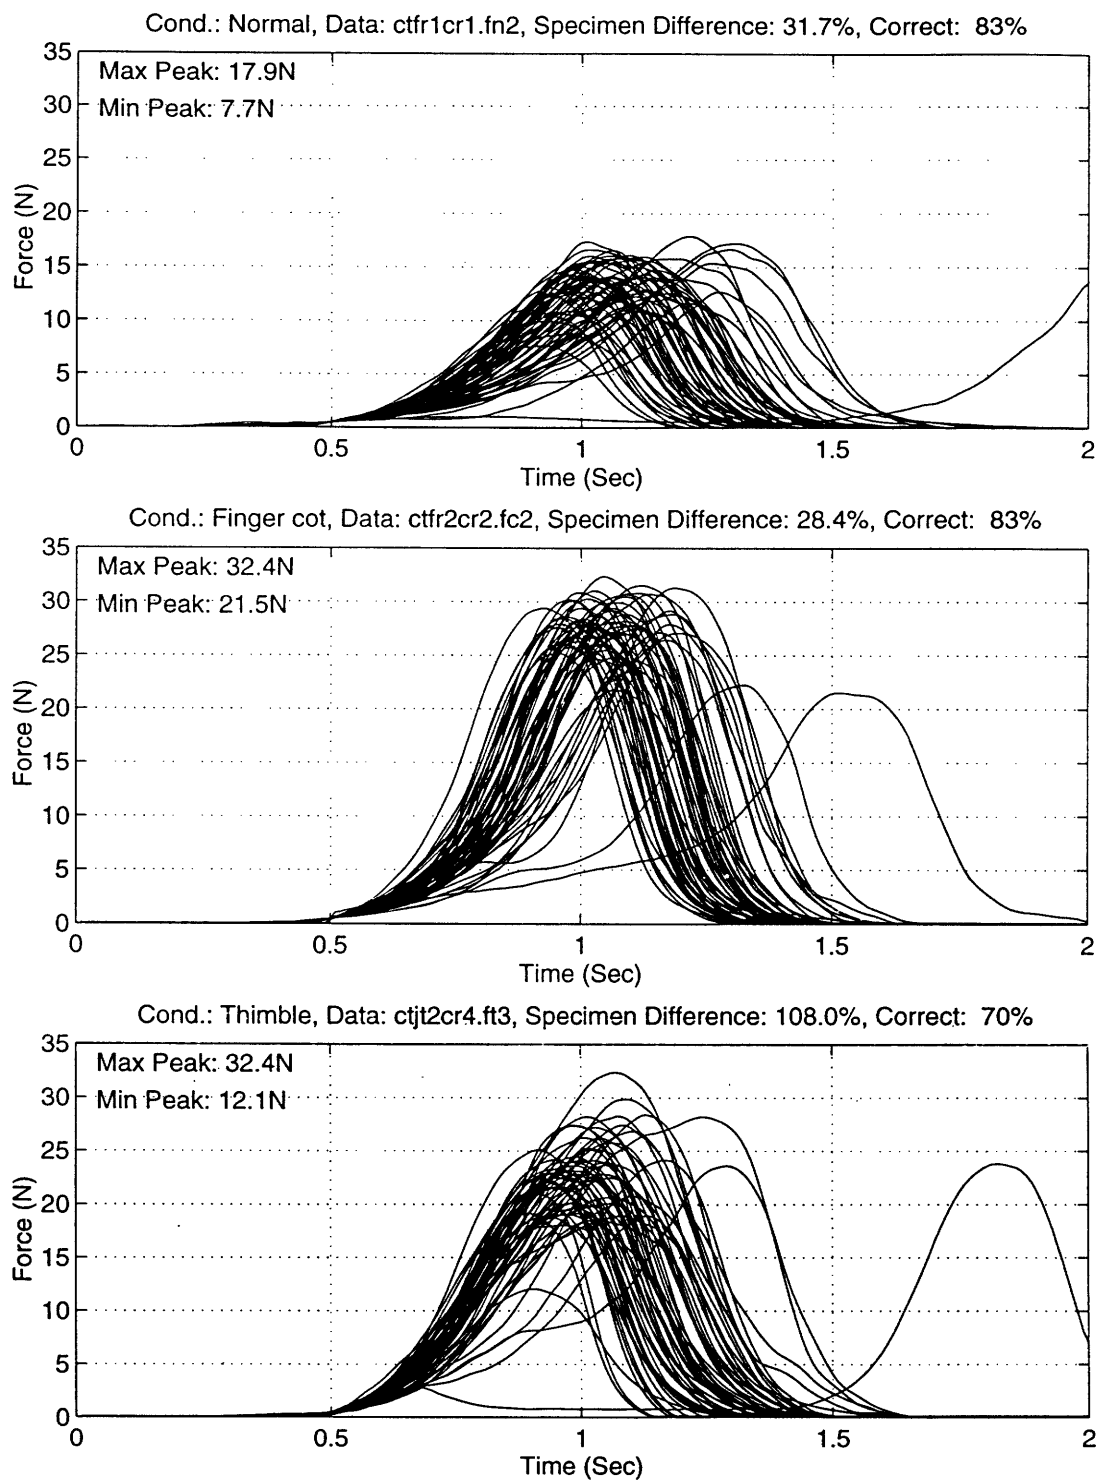 Cond.: Normal, Data: ctfr1cr1.fn2, Specimen Difference: 31.7%, Correct: 83%
35
Max Peak: 17.9N
30
Min Peak: 7.7N
25
20
15
10
5
0
Force (N)
0 0.5 1 1.5 2
Time (Sec)
Cond.: Finger cot, Data: ctfr2cr2.fc2, Specimen Difference: 28.4%, Correct: 83%
35
Max Peak: 32.4N
30
Min Peak: 21.5N
25
20
15
10
5
0
Force (N)
0 0.5 1 1.5 2
Time (Sec)
Cond.: Thimble, Data: ctjt2cr4.ft3, Specimen Difference: 108.0%, Correct: 70%
35
Max Peak: 32.4N
30
Min Peak: 12.1N
25
20
15
10
5
0
Force (N)
0 0.5 1 1.5 2
Time (Sec)